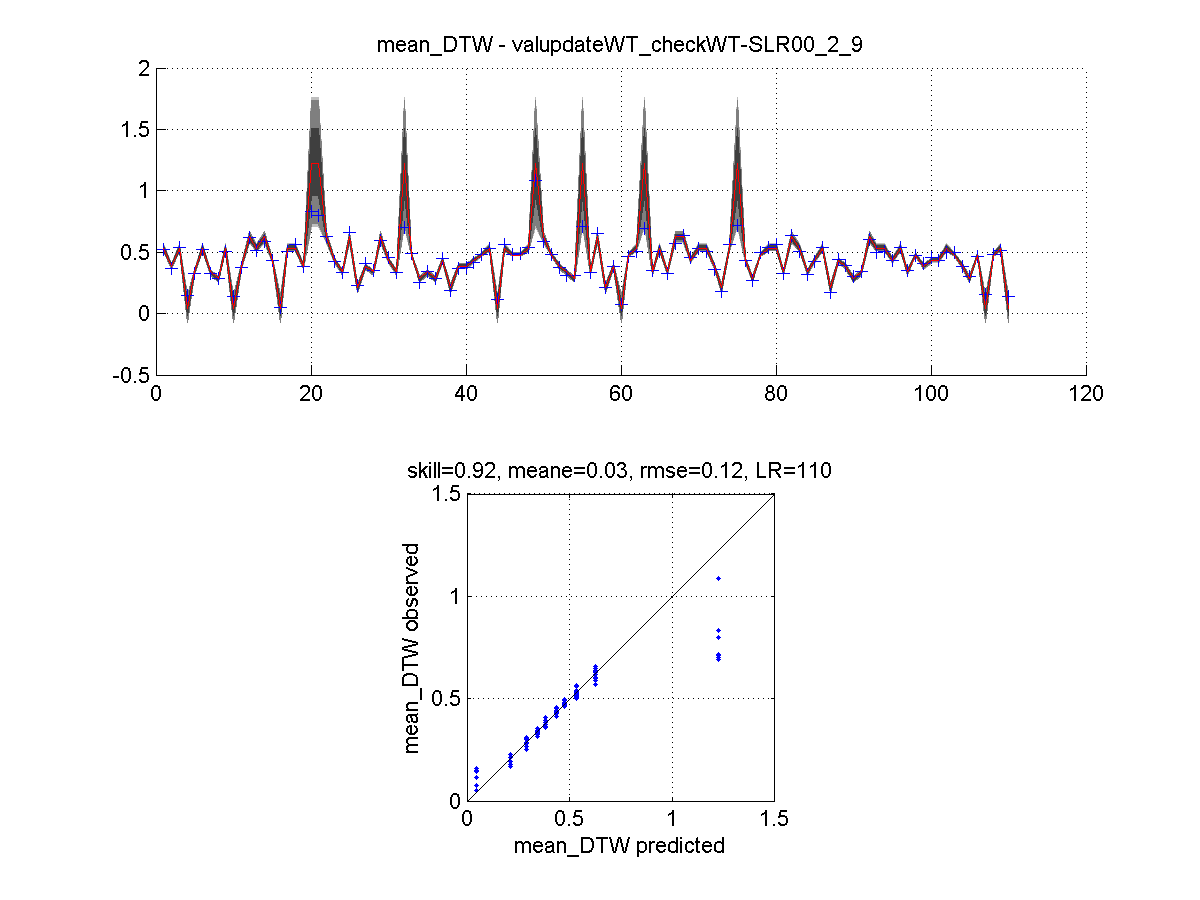 mean_DTW - valupdateWT_checkWT-SLR00_2_9
2
1.5
1
0.5
0
-0.5
0 20 40 60 80 100 120
skill=0.92, meane=0.03, rmse=0.12, LR=110
mean_DTW observed
1.5
1
0.5
0
0 0.5 1 1.5
mean_DTW predicted